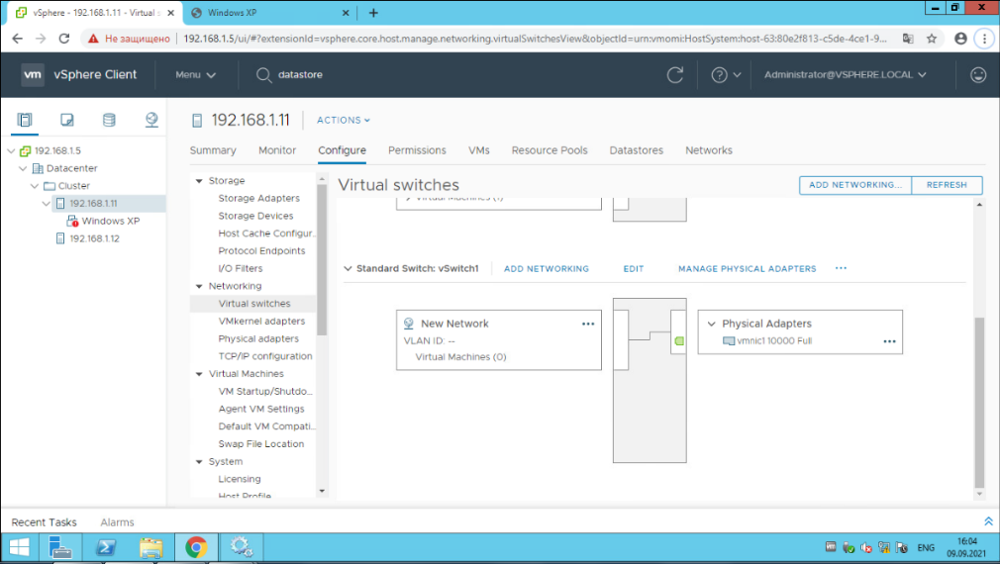 vSphere - 192.168.1.11 - Virtual s
Windows XP
Не защищено
192.168.1.5/ui/#?extensionId=vsphere.core.host.manage.networking.virtualSwitchesView&objectId=urn:vmomi:HostSystem:host-63:80e2f813-c5de-4ce1-9...
vm vSphere Client
Menu
datastore
Administrator@VSPHERE.LOCAL
192.168.1.11
ACTIONS
Summary Monitor Configure Permissions VMs Resource Pools Datastores Networks
192.168.1.5
Datacenter
Cluster
192.168.1.11
Windows XP
192.168.1.12
Storage
Storage Adapters
Storage Devices
Host Cache Configur..
Protocol Endpoints
I/O Filters
Networking
Virtual switches
VMkernel adapters
Physical adapters
TCP/IP configuration
Virtual Machines
VM Startup/Shutdo...
Agent VM Settings
Default VM Compati...
Swap File Location
System
Licensing
Host Profile
Virtual switches
ADD NETWORKING... REFRESH
Virtual Machines (1)
Standard Switch: vSwitch1 ADD NETWORKING EDIT MANAGE PHYSICAL ADAPTERS ...
New Network ...
VLAN ID: --
Virtual Machines (0)
Physical Adapters
vmnic1 10000 Full ...
Recent Tasks Alarms
ENG
16:04
09.09.2021